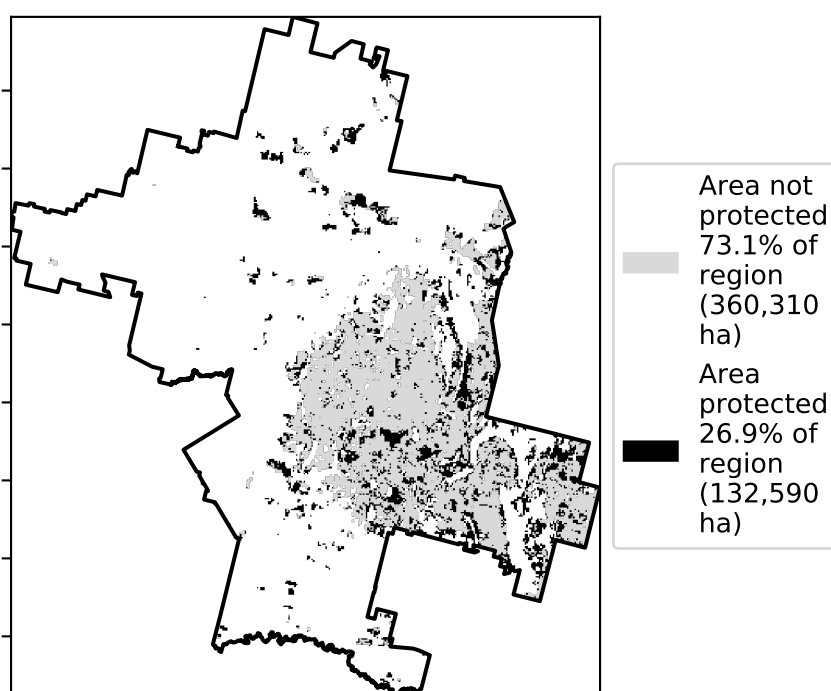 Area not
protected
73.1% of
region
(360,310
ha)
Area
protected
26.9% of
region
(132,590
ha)